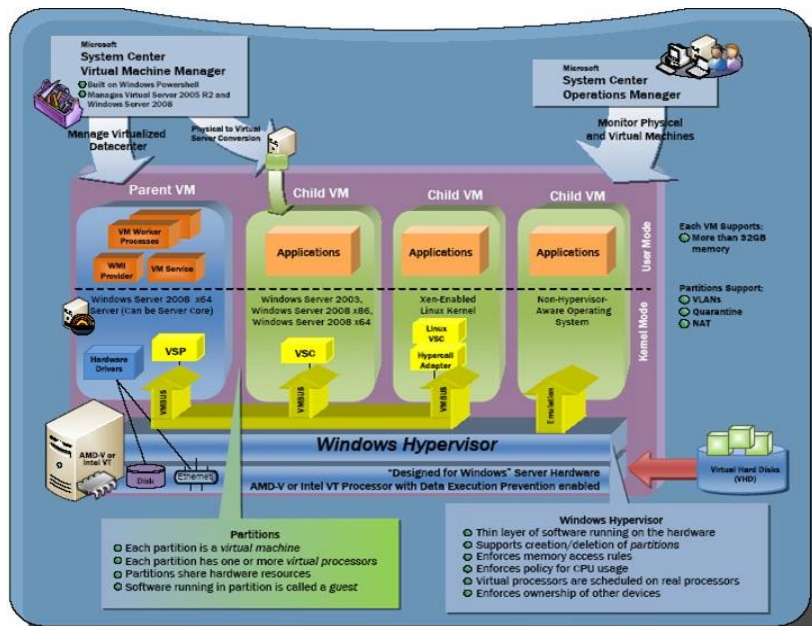 Microsoft
System Center
Virtual Machine Manager
Built on Windows Powershell
Manages Virtual Server 2005 R2 and
Windows Server 2008
Manage Virtualized
Datacenter
Physical to Virtual
Server Conversion
Microsoft
System Center
Operations Manager
Monitor Physical
and Virtual Machines
Parent VM
Child VM
Child VM
Child VM
VM Worker
Processes
WMI
Provider
VM Service
Applications
Applications
Applications
User Mode
Each VM Supports:
More than 32GB
memory
Windows Server 2008 x64
Server (Can be Server Core)
Windows Server 2003,
Windows Server 2008 x86,
Windows Server 2008 x64
Xen-Enabled
Linux Kernel
Non-Hypervisor-
Aware Operating
System
Kernel Mode
Partitions Support:
VLANs
Quarantine
NAT
Hardware
Drivers
VSP
VSC
Linux
VSC
Hypercall
Adapter
VMBUS
VMBUS
VMBUS
Emulation
AMD-V or
Intel VT
Windows Hypervisor
Disk
Ethernet
"Designed for Windows" Server Hardware
AMD-V or Intel VT Processor with Data Execution Prevention enabled
Virtual Hard Disks
(VHD)
Partitions
Each partition is a virtual machine
Each partition has one or more virtual processors
Partitions share hardware resources
Software running in partition is called a guest
Windows Hypervisor
Thin layer of software running on the hardware
Supports creation/deletion of partitions
Enforces memory access rules
Enforces policy for CPU usage
Virtual processors are scheduled on real processors
Enforces ownership of other devices